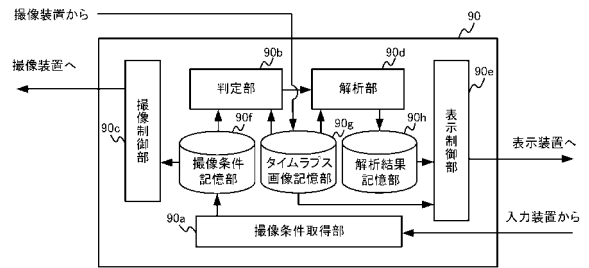 撮像装置から
90
撮像装置へ
90b
判定部
90d
解析部
90e
表示制御部
90c
撮像制御部
90f
撮像条件
記憶部
90g
タイムラプス
画像記憶部
90h
解析結果
記憶部
表示装置へ
90a
撮像条件取得部
入力装置から